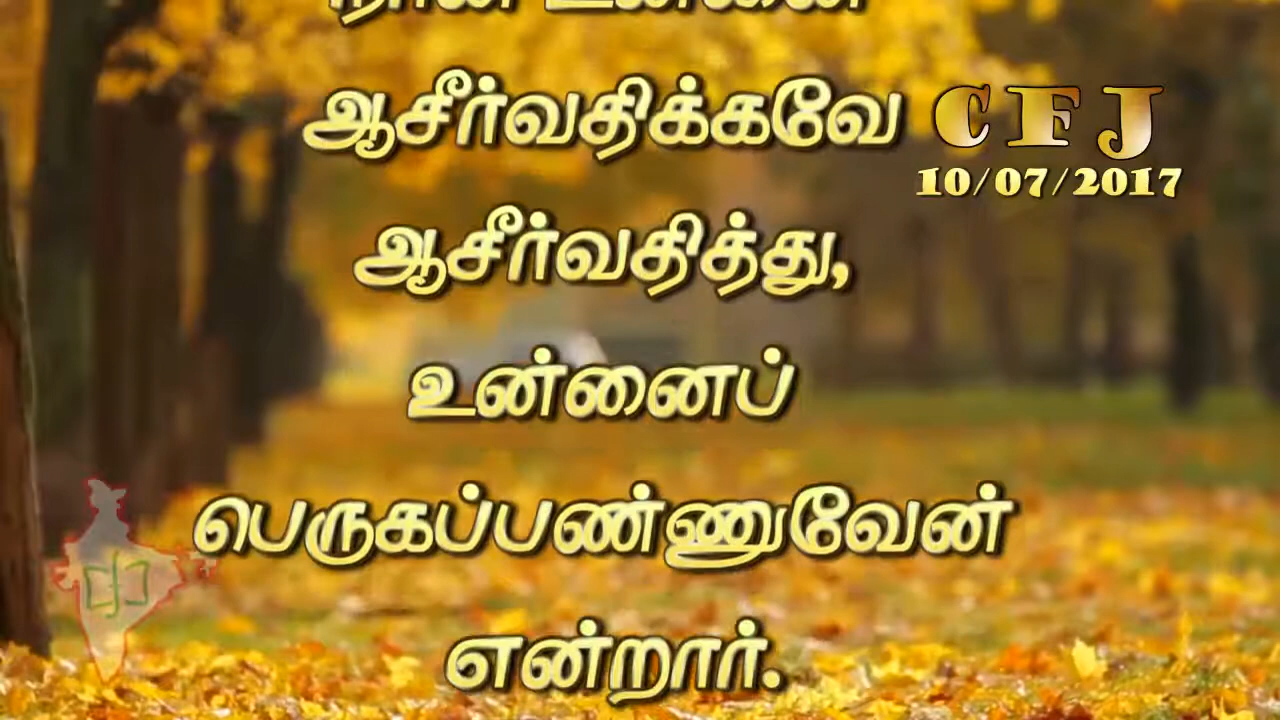 ஆசீர்வதிக்கவே
CFJ
10/07/2017
ஆசீர்வதித்து,
உன்னைப்
பெருகப்பண்ணுவேன்
என்றார்.